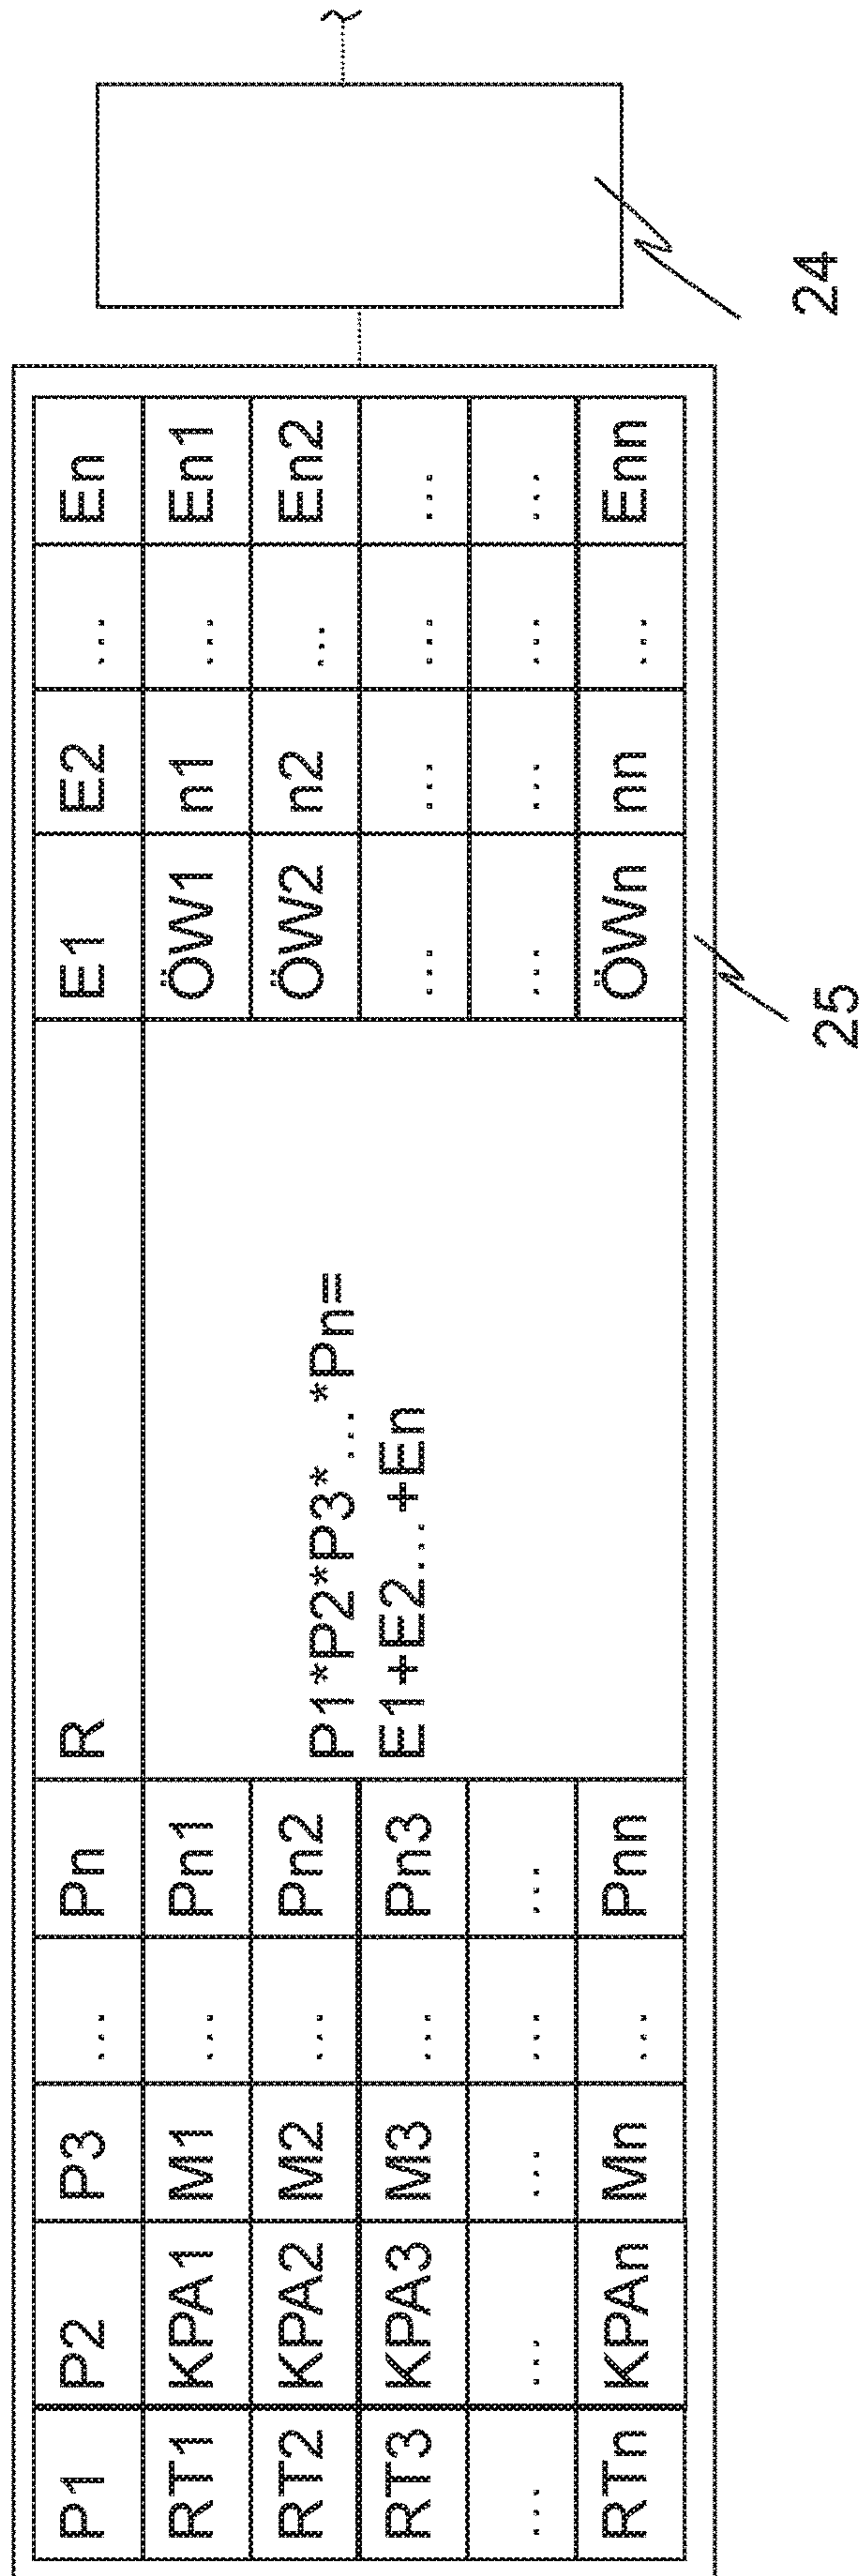 P1 P2 P3 ... Pn R E1 E2 ... En
RT1 KPA1 M1 ... Pn1 ÖW1 n1 ... En1
RT2 KPA2 M2 ... Pn2 ÖW2 n2 ... En2
P1*P2*P3* ... *Pn=
E1+E2... +En
RT3 KPA3 M3 ... Pn3 ... ... ... ...
... ... ... ... ... ... ... ... ...
RTn KPAn Mn ... Pnn ÖWn nn ... Enn
25
24